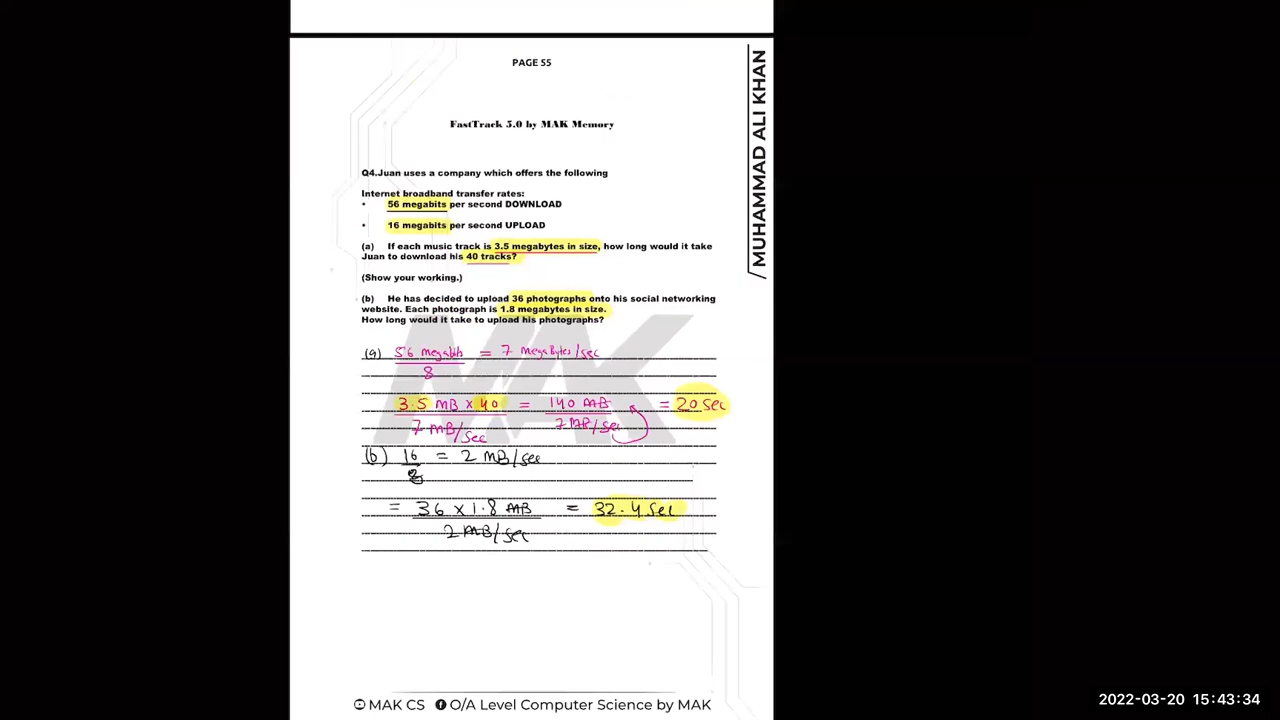 PAGE 55
MUHAMMAD ALI KHAN
FastTrack 5.0 by MAK Memory
Q4.Juan uses a company which offers the following
Internet broadband transfer rates:
• 56 megabits per second DOWNLOAD
• 16 megabits per second UPLOAD
(a) If each music track is 3.5 megabytes in size, how long would it take
Juan to download his 40 tracks?
(Show your working.)
(b) He has decided to upload 36 photographs onto his social networking
website. Each photograph is 1.8 megabytes in size.
How long would it take to upload his photographs?
MAK
(a) 56 megabits = 7 MegaBytes/sec
8
3.5 MB x 40 = 140 MB = 20 sec
7 MB/sec 7 MB/sec
(b) 16 = 2 MB/sec
8
= 36 x 1.8 MB = 32.4 sec
2 MB/sec
MAK CS O/A Level Computer Science by MAK
2022-03-20 15:43:34